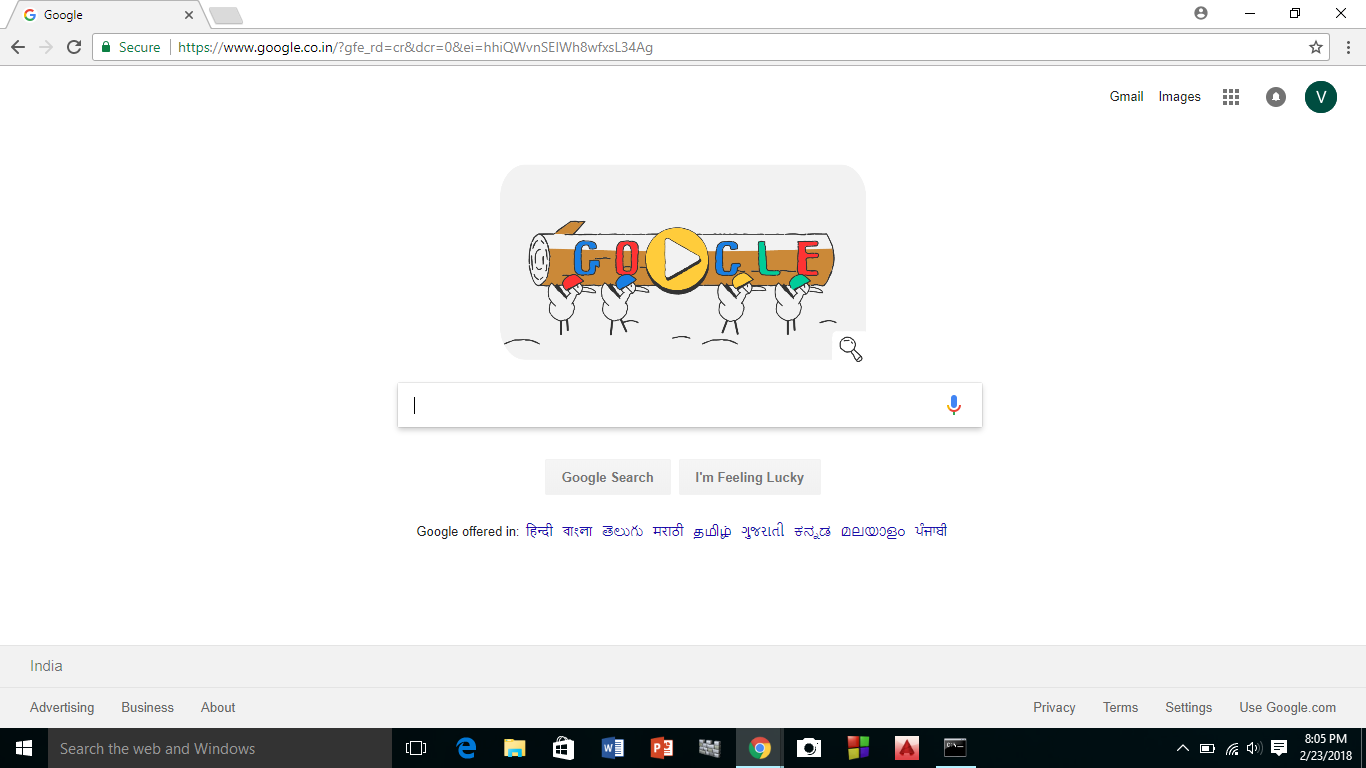 Google
Secure https://www.google.co.in/?gfe_rd=cr&dcr=0&ei=hhiQWvnSEIWh8wfxsL34Ag
Gmail Images V
GOGLE
Google Search I'm Feeling Lucky
Google offered in: हिन्दी বাংলা తెలుగు मराठी தமிழ் ગુજરાતી ಕನ್ನಡ മലയാളം ਪੰਜਾਬੀ
India
Advertising Business About Privacy Terms Settings Use Google.com
Search the web and Windows
8:05 PM
2/23/2018